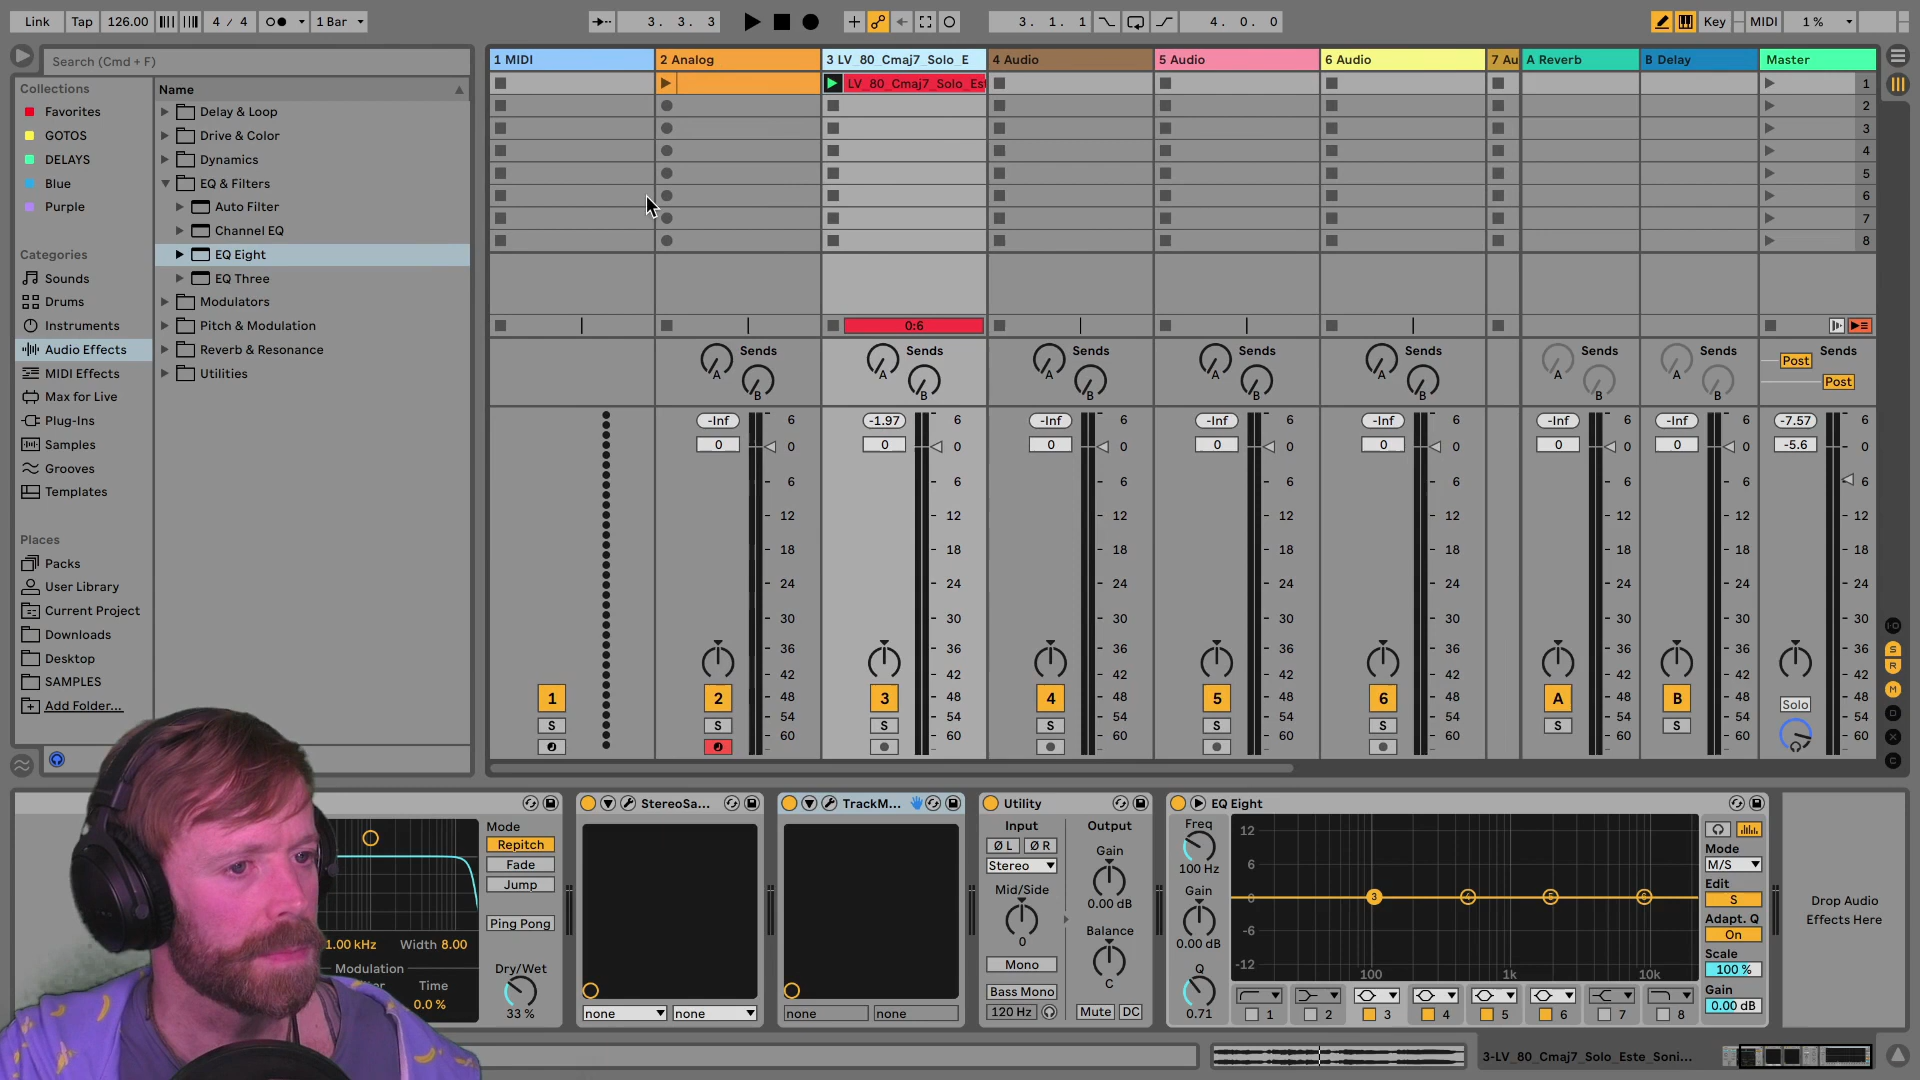 Link Tap 126.00 4 / 4 1 Bar 3. 3. 3 3. 1. 1 4. 0. 0 Key MIDI 1 %
Search (Cmd + F)
Collections
Favorites
GOTOS
DELAYS
Blue
Purple
Categories
Sounds
Drums
Instruments
Audio Effects
MIDI Effects
Max for Live
Plug-Ins
Samples
Grooves
Templates
Places
Packs
User Library
Current Project
Downloads
Desktop
SAMPLES
Add Folder...
Name
Delay & Loop
Drive & Color
Dynamics
EQ & Filters
Auto Filter
Channel EQ
EQ Eight
EQ Three
Modulators
Pitch & Modulation
Reverb & Resonance
Utilities
1 MIDI 2 Analog 3 LV_80_Cmaj7_Solo_E 4 Audio 5 Audio 6 Audio 7 Au A Reverb B Delay Master
LV_80_Cmaj7_Solo_Est 1
2
3
4
5
6
7
8
0:6
Sends Sends Sends Sends Sends Sends Sends Sends
A A A A A A A Post
B B B B B B B Post
-Inf 6 -1.97 6 -Inf 6 -Inf 6 -Inf 6 -Inf 6 -Inf 6 -7.57 6
0 0 0 0 0 0 0 0 0 0 0 0 0 0 -5.6 0
6 6 6 6 6 6 6 6
12 12 12 12 12 12 12 12
18 18 18 18 18 18 18 18
24 24 24 24 24 24 24 24
30 30 30 30 30 30 30 30
36 36 36 36 36 36 36 36
42 42 42 42 42 42 42 42
1 2 48 3 48 4 48 5 48 6 48 A 48 B 48 48
S S 54 S 54 S 54 S 54 S 54 S 54 S 54 Solo 54
60 60 60 60 60 60 60 60
Mode
Repitch
Fade
Jump
Ping Pong
1.00 kHz Width 8.00
Modulation
Time
0.0 %
Dry/Wet
33 %
StereoSa...
none none
TrackM...
none none
Utility
Input
Ø L Ø R
Stereo
Mid/Side
0
Mono
Bass Mono
120 Hz
Output
Gain
0.00 dB
Balance
C
Mute DC
EQ Eight
Freq
100 Hz
Gain
0.00 dB
Q
0.71
12
6
0
-6
-12
3 4 5 6
100 1k 10k
1 2 3 4 5 6 7 8
Mode
M/S
Edit
S
Adapt. Q
On
Scale
100 %
Gain
0.00 dB
Drop Audio
Effects Here
I·O
S
R
M
D
X
C
3-LV_80_Cmaj7_Solo_Este_Soni...